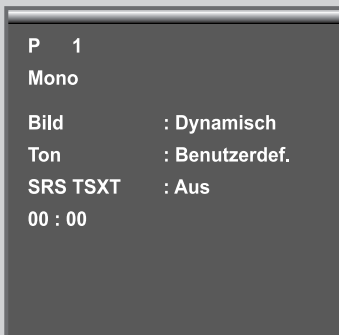 P 1
Mono
Bild : Dynamisch
Ton : Benutzerdef.
SRS TSXT : Aus
00 : 00